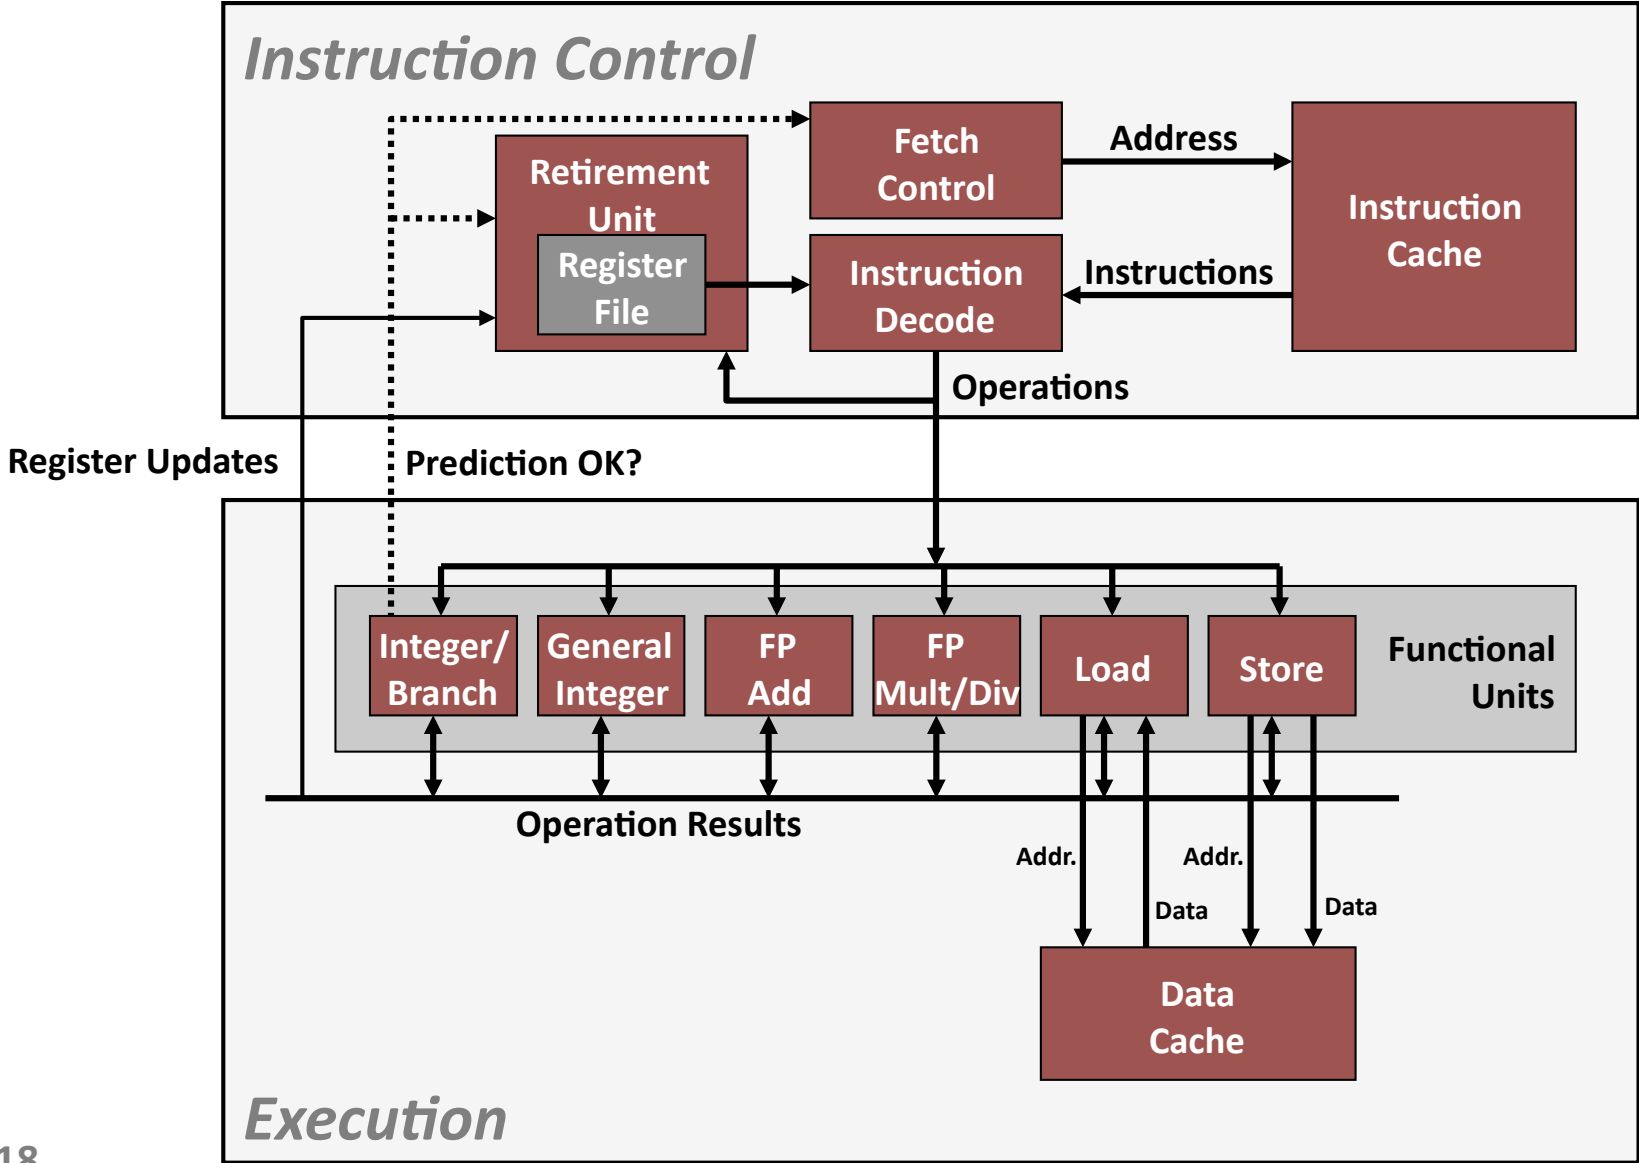 Instruction Control
Fetch
Control
Address
Instruction
Cache
Retirement
Unit
Register
File
Instruction
Decode
Instructions
Operations
Register Updates
Prediction OK?
Integer/
Branch
General
Integer
FP
Add
FP
Mult/Div
Load
Store
Functional
Units
Operation Results
Addr.
Addr.
Data
Data
Data
Cache
Execution
18